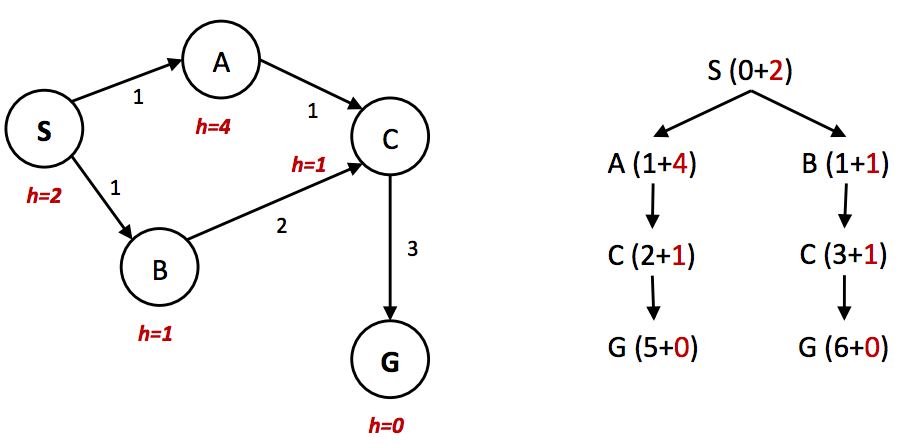 A
1
h=4
S
h=2
1
C
h=1
1
2
B
h=1
3
G
h=0
S (0+2)
A (1+4)
B (1+1)
C (2+1)
C (3+1)
G (5+0)
G (6+0)